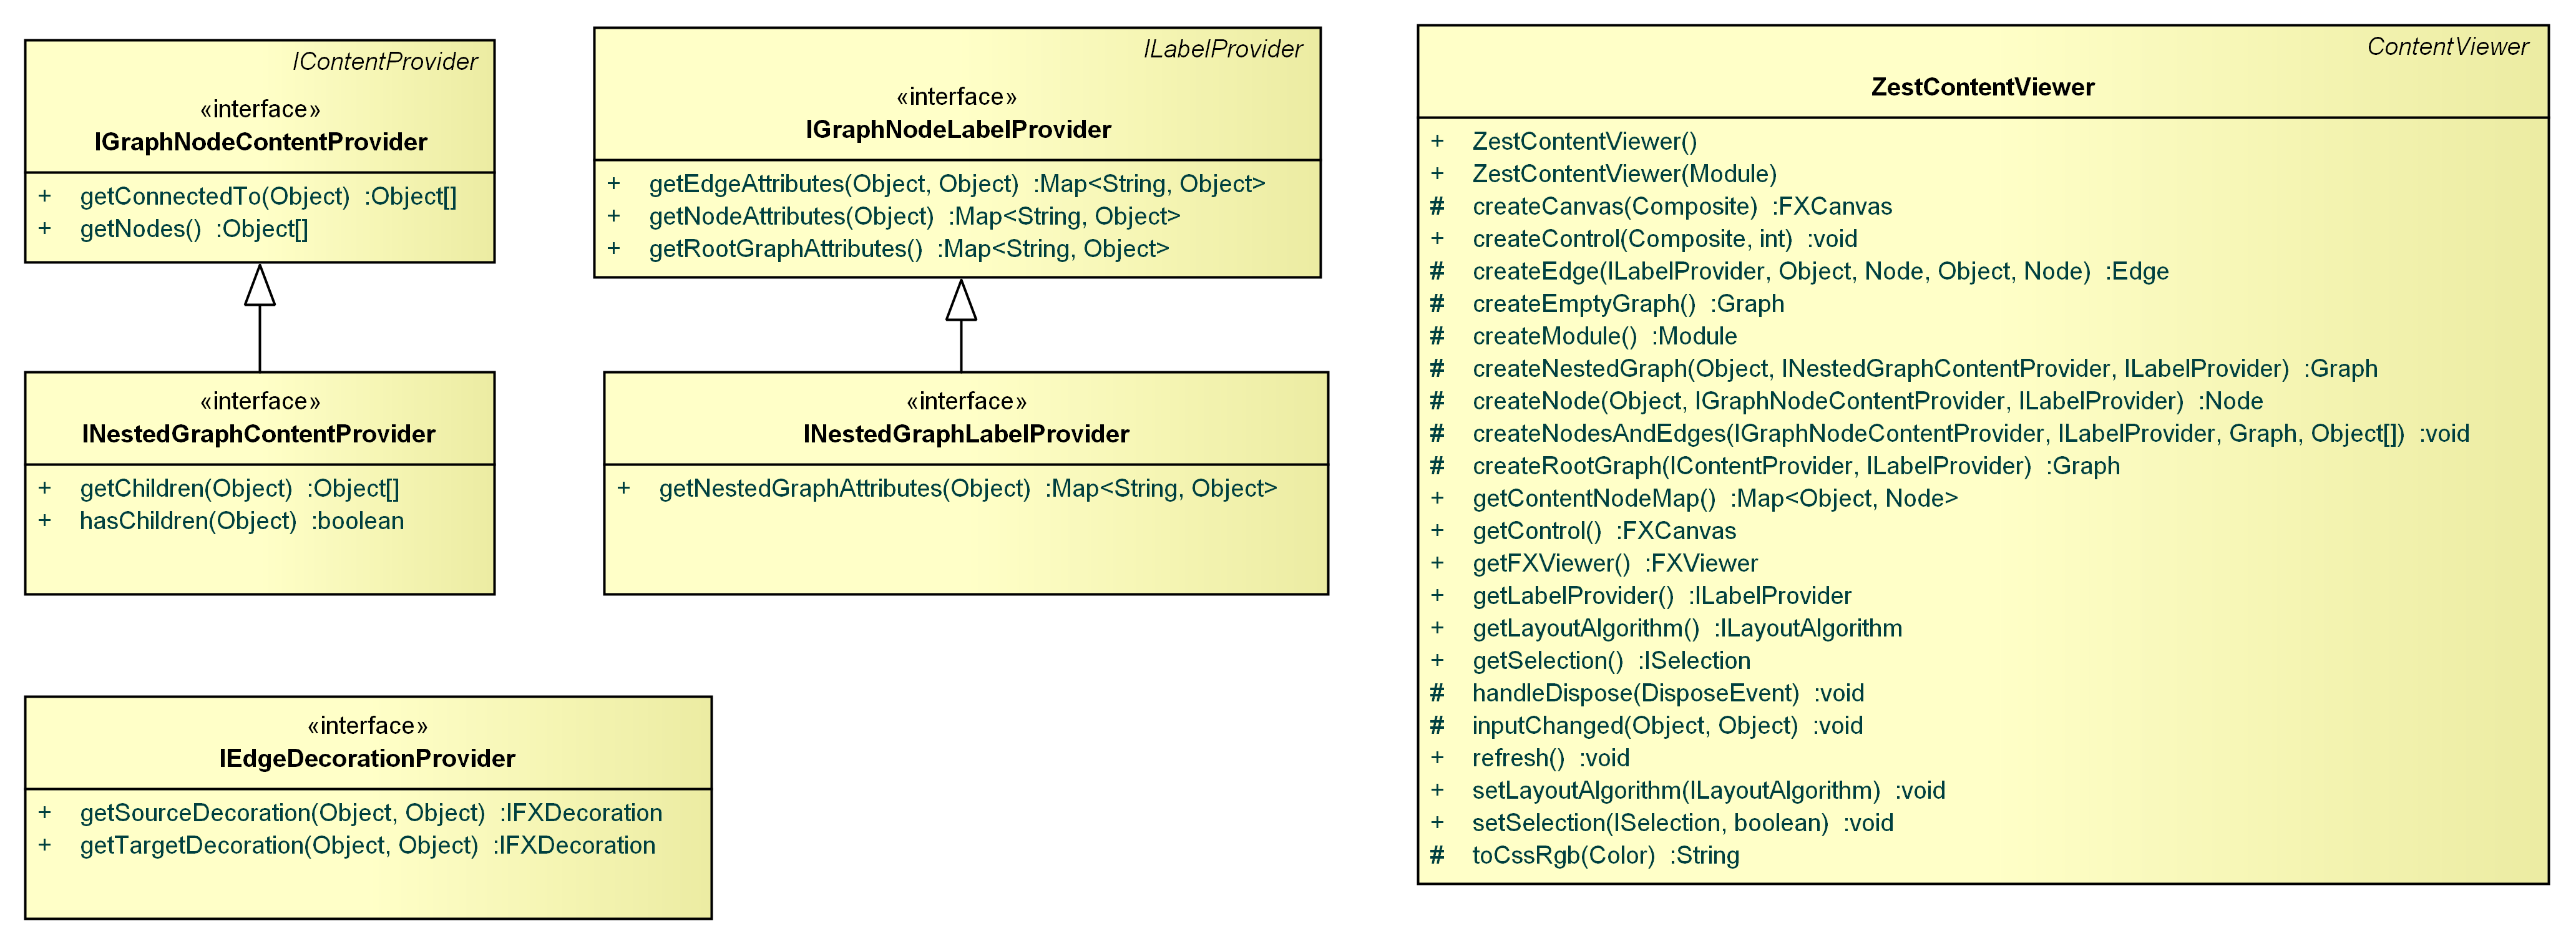 IContentProvider
«interface»
IGraphNodeContentProvider
+ getConnectedTo(Object) :Object[]
+ getNodes() :Object[]
«interface»
INestedGraphContentProvider
+ getChildren(Object) :Object[]
+ hasChildren(Object) :boolean
«interface»
IEdgeDecorationProvider
+ getSourceDecoration(Object, Object) :IFXDecoration
+ getTargetDecoration(Object, Object) :IFXDecoration
ILabelProvider
«interface»
IGraphNodeLabelProvider
+ getEdgeAttributes(Object, Object) :Map<String, Object>
+ getNodeAttributes(Object) :Map<String, Object>
+ getRootGraphAttributes() :Map<String, Object>
«interface»
INestedGraphLabelProvider
+ getNestedGraphAttributes(Object) :Map<String, Object>
ContentViewer
ZestContentViewer
+ ZestContentViewer()
+ ZestContentViewer(Module)
# createCanvas(Composite) :FXCanvas
+ createControl(Composite, int) :void
# createEdge(ILabelProvider, Object, Node, Object, Node) :Edge
# createEmptyGraph() :Graph
# createModule() :Module
# createNestedGraph(Object, INestedGraphContentProvider, ILabelProvider) :Graph
# createNode(Object, IGraphNodeContentProvider, ILabelProvider) :Node
# createNodesAndEdges(IGraphNodeContentProvider, ILabelProvider, Graph, Object[]) :void
# createRootGraph(IContentProvider, ILabelProvider) :Graph
+ getContentNodeMap() :Map<Object, Node>
+ getControl() :FXCanvas
+ getFXViewer() :FXViewer
+ getLabelProvider() :ILabelProvider
+ getLayoutAlgorithm() :ILayoutAlgorithm
+ getSelection() :ISelection
# handleDispose(DisposeEvent) :void
# inputChanged(Object, Object) :void
+ refresh() :void
+ setLayoutAlgorithm(ILayoutAlgorithm) :void
+ setSelection(ISelection, boolean) :void
# toCssRgb(Color) :String